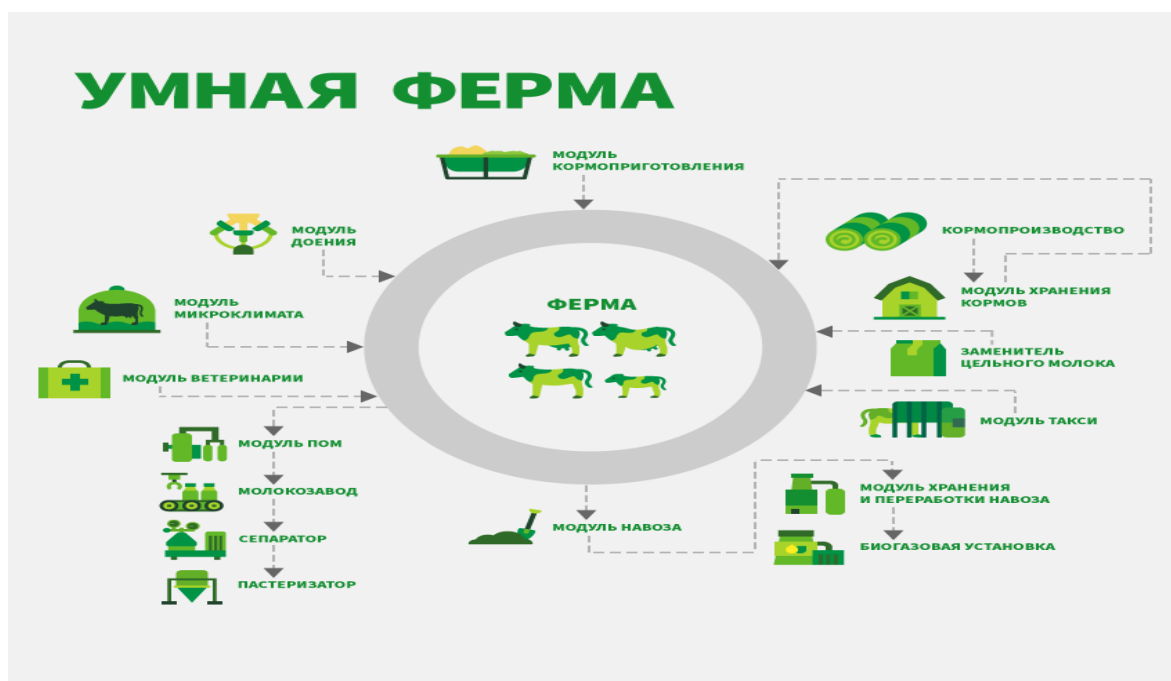 УМНАЯ ФЕРМА
МОДУЛЬ
КОРМОПРИГОТОВЛЕНИЯ
МОДУЛЬ
ДОЕНИЯ
КОРМОПРОИЗВОДСТВО
МОДУЛЬ
МИКРОКЛИМАТА
ФЕРМА
МОДУЛЬ ХРАНЕНИЯ
КОРМОВ
ЗАМЕНИТЕЛЬ
ЦЕЛЬНОГО МОЛОКА
МОДУЛЬ ВЕТЕРИНАРИИ
МОДУЛЬ ТАКСИ
МОДУЛЬ ПОМ
МОЛОКОЗАВОД
СЕПАРАТОР
ПАСТЕРИЗАТОР
МОДУЛЬ НАВОЗА
МОДУЛЬ ХРАНЕНИЯ
И ПЕРЕРАБОТКИ НАВОЗА
БИОГАЗОВАЯ УСТАНОВКА